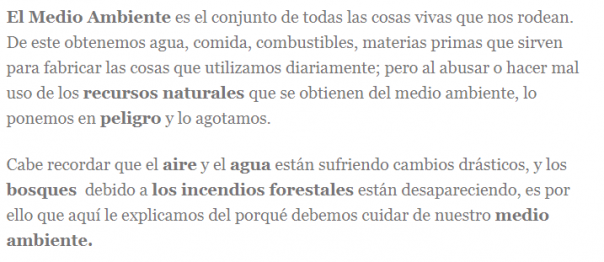 El Medio Ambiente es el conjunto de todas las cosas vivas que nos rodean.
De este obtenemos agua, comida, combustibles, materias primas que sirven
para fabricar las cosas que utilizamos diariamente; pero al abusar o hacer mal
uso de los recursos naturales que se obtienen del medio ambiente, lo
ponemos en peligro y lo agotamos.
Cabe recordar que el aire y el agua están sufriendo cambios drásticos, y los
bosques debido a los incendios forestales están desapareciendo, es por
ello que aquí le explicamos del porqué debemos cuidar de nuestro medio
ambiente.